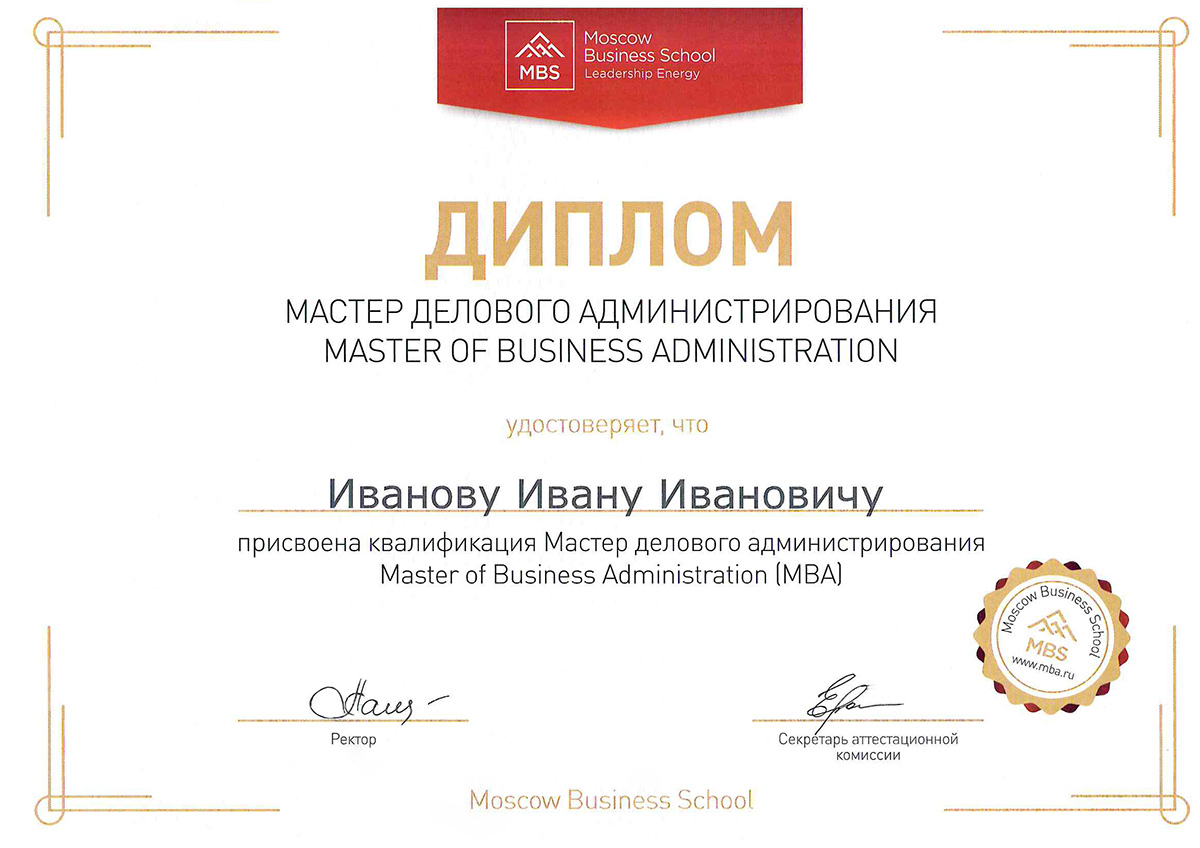 MBS
Moscow
Business School
Leadership Energy
ДИПЛОМ
МАСТЕР ДЕЛОВОГО АДМИНИСТРИРОВАНИЯ
MASTER OF BUSINESS ADMINISTRATION
удостоверяет, что
Иванову Ивану Ивановичу
присвоена квалификация Мастер делового администрирования
Master of Business Administration (MBA)
Moscow Business School
MBS
www.mba.ru
Ректор
Секретарь аттестационной
комиссии
Moscow Business School